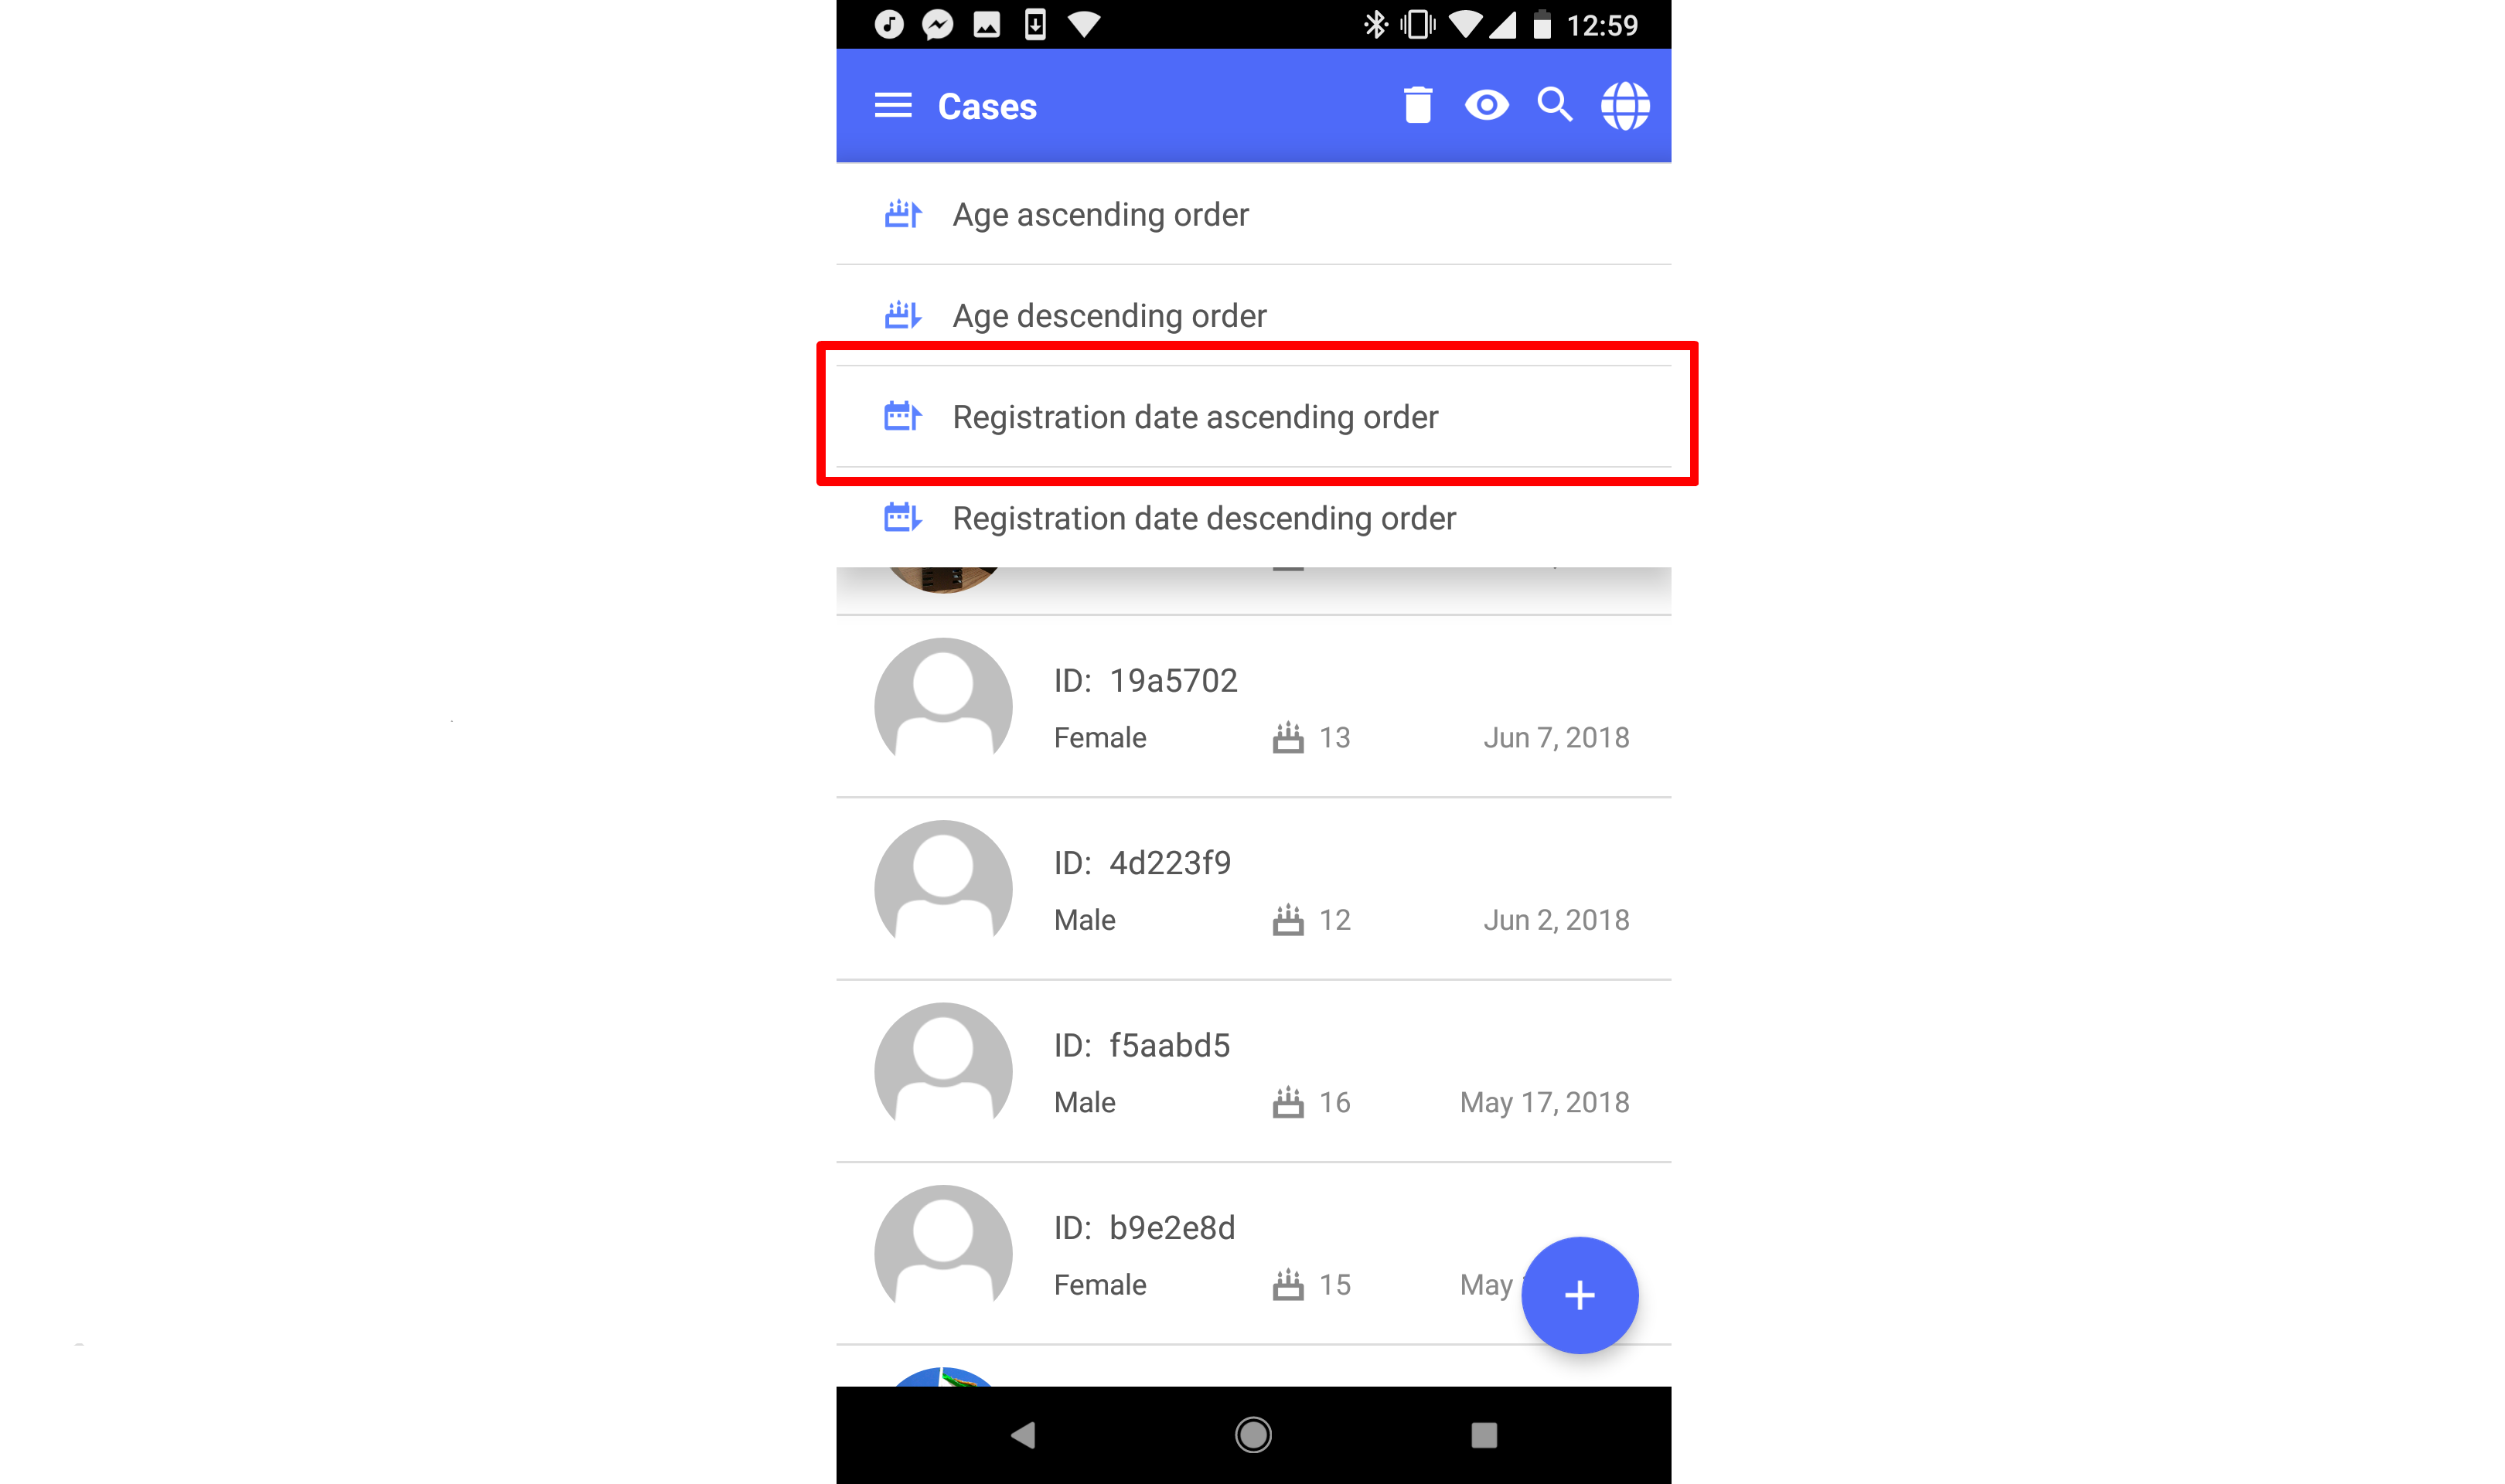 12:59
Cases
Age ascending order
Age descending order
Registration date ascending order
Registration date descending order
ID: 19a5702
Female 13 Jun 7, 2018
ID: 4d223f9
Male 12 Jun 2, 2018
ID: f5aabd5
Male 16 May 17, 2018
ID: b9e2e8d
Female 15 May